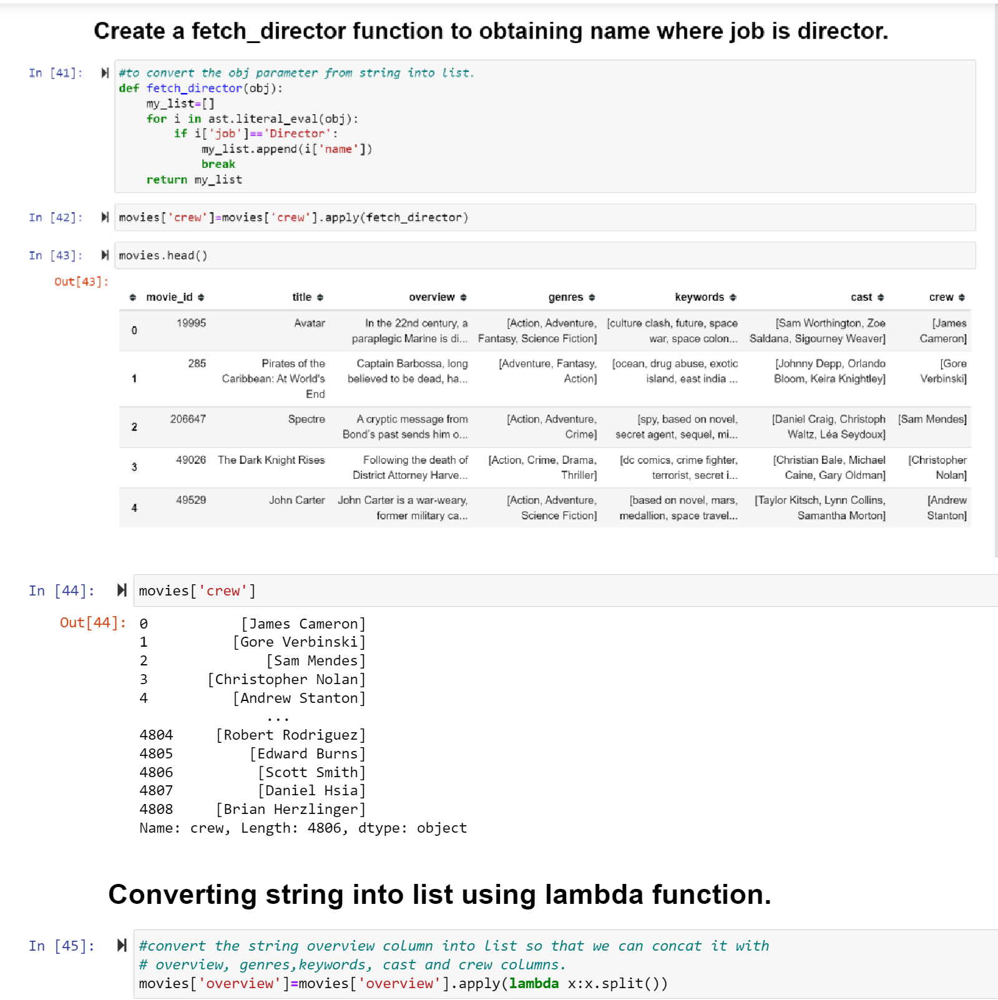 Create a fetch_director function to obtaining name where job is director.
In [41]:
#to convert the obj parameter from string into list.
def fetch_director(obj):
    my_list=[]
    for i in ast.literal_eval(obj):
        if i['job']=='Director':
            my_list.append(i['name'])
            break
    return my_list
In [42]:
movies['crew']=movies['crew'].apply(fetch_director)
In [43]:
movies.head()
Out[43]:
movie_id title overview genres keywords cast crew
0 19995 Avatar In the 22nd century, a [Action, Adventure, [culture clash, future, space [Sam Worthington, Zoe [James
paraplegic Marine is di... Fantasy, Science Fiction] war, space colon... Saldana, Sigourney Weaver] Cameron]
1 285 Pirates of the Captain Barbossa, long [Adventure, Fantasy, [ocean, drug abuse, exotic [Johnny Depp, Orlando [Gore
Caribbean: At World's believed to be dead, ha... Action] island, east india ... Bloom, Keira Knightley] Verbinski]
End
2 206647 Spectre A cryptic message from [Action, Adventure, [spy, based on novel, [Daniel Craig, Christoph [Sam Mendes]
Bond's past sends him o... Crime] secret agent, sequel, mi... Waltz, Léa Seydoux]
3 49026 The Dark Knight Rises Following the death of [Action, Crime, Drama, [dc comics, crime fighter, [Christian Bale, Michael [Christopher
District Attorney Harve... Thriller] terrorist, secret i... Caine, Gary Oldman] Nolan]
4 49529 John Carter John Carter is a war-weary, [Action, Adventure, [based on novel, mars, [Taylor Kitsch, Lynn Collins, [Andrew
former military ca... Science Fiction] medallion, space travel... Samantha Morton] Stanton]
In [44]:
movies['crew']
Out[44]:
0 [James Cameron]
1 [Gore Verbinski]
2 [Sam Mendes]
3 [Christopher Nolan]
4 [Andrew Stanton]
...
4804 [Robert Rodriguez]
4805 [Edward Burns]
4806 [Scott Smith]
4807 [Daniel Hsia]
4808 [Brian Herzlinger]
Name: crew, Length: 4806, dtype: object
Converting string into list using lambda function.
In [45]:
#convert the string overview column into list so that we can concat it with
# overview, genres,keywords, cast and crew columns.
movies['overview']=movies['overview'].apply(lambda x:x.split())